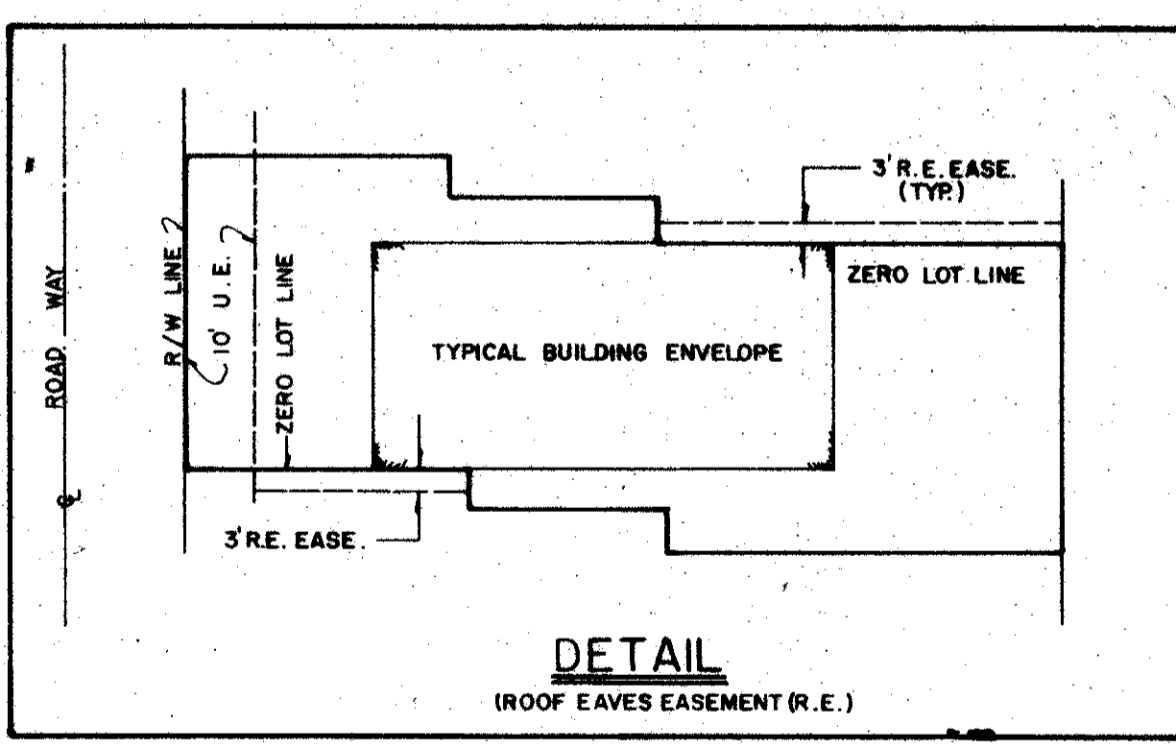 ROAD WAY
℄
R/W LINE
10' U.E.
ZERO LOT LINE
3' R.E. EASE.
(TYP.)
ZERO LOT LINE
TYPICAL BUILDING ENVELOPE
3' R.E. EASE.
DETAIL
(ROOF EAVES EASEMENT (R.E.)